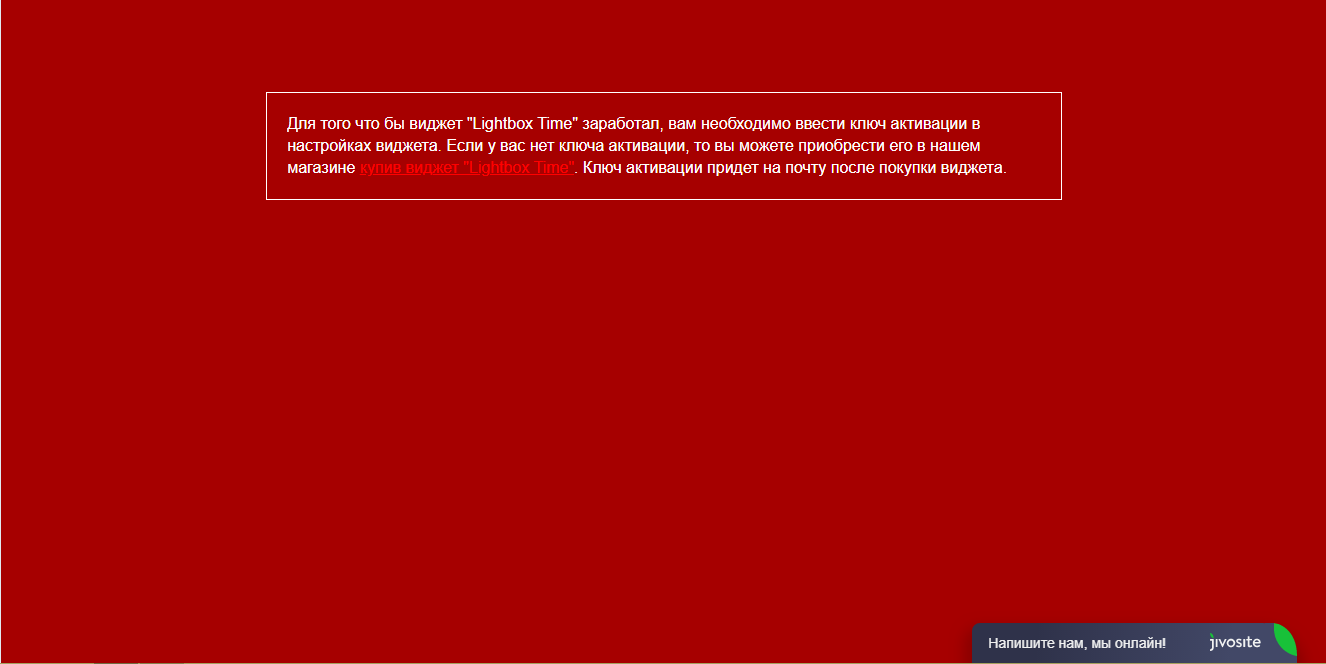 Для того что бы виджет "Lightbox Time" заработал, вам необходимо ввести ключ активации в
настройках виджета. Если у вас нет ключа активации, то вы можете приобрести его в нашем
магазине купив виджет "Lightbox Time". Ключ активации придет на почту после покупки виджета.
Напишите нам, мы онлайн! jivosite